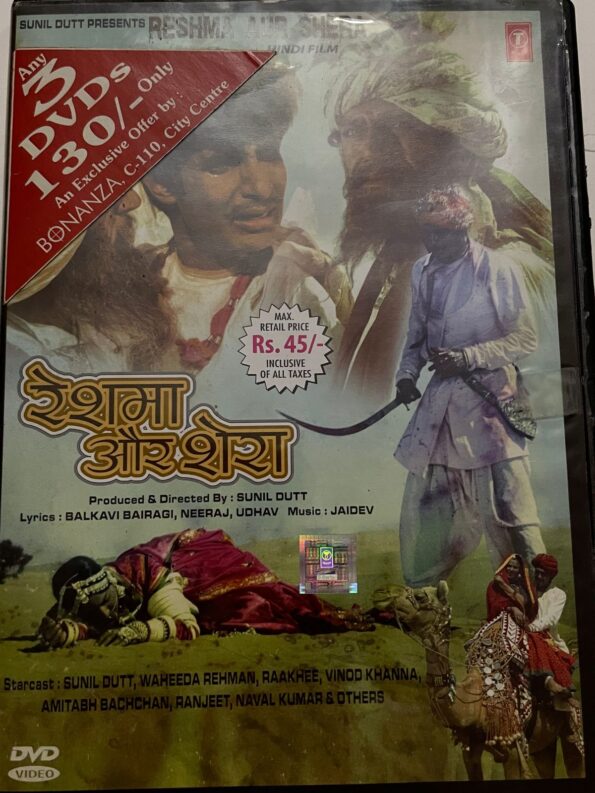 SUNIL DUTT PRESENTS
RESHMA AUR SHERA
HINDI FILM
T
Any
3
DVDs
130/- Only
An Exclusive Offer by :
BONANZA, C-110, City Centre
MAX.
RETAIL PRICE
Rs. 45/-
INCLUSIVE
OF ALL TAXES
रेशमा
और शेरा
Produced & Directed By : SUNIL DUTT
Lyrics : BALKAVI BAIRAGI, NEERAJ, UDHAV Music : JAIDEV
Starcast : SUNIL DUTT, WAHEEDA REHMAN, RAAKHEE, VINOD KHANNA,
AMITABH BACHCHAN, RANJEET, NAVAL KUMAR & OTHERS
DVD
VIDEO